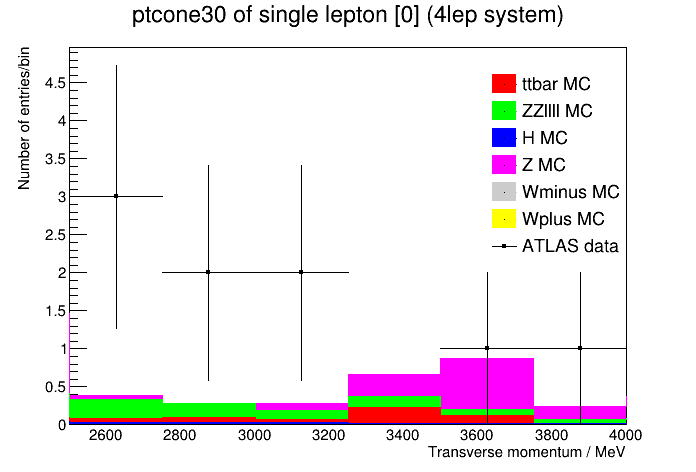 ptcone30 of single lepton [0] (4lep system)
Number of entries/bin
4.5
4
3.5
3
2.5
2
1.5
1
0.5
0
ttbar MC
ZZllll MC
H MC
Z MC
Wminus MC
Wplus MC
ATLAS data
2600 2800 3000 3200 3400 3600 3800 4000
Transverse momentum / MeV